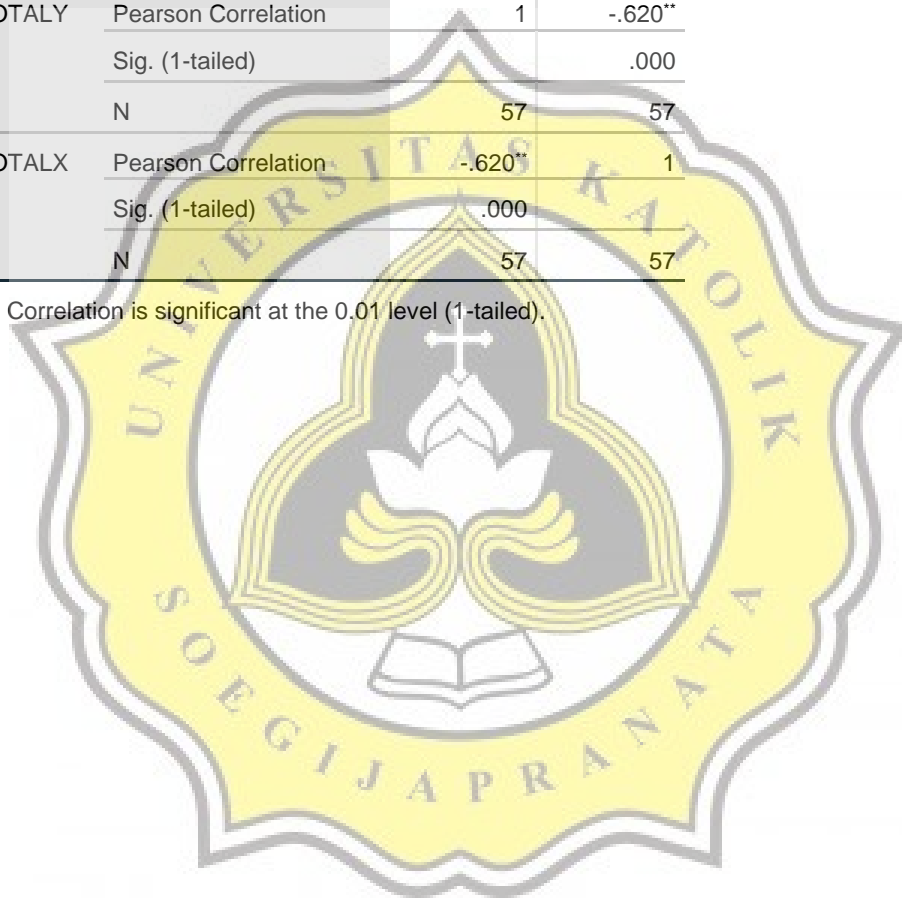 OTALY Pearson Correlation 1 -.620**
Sig. (1-tailed) .000
N 57 57
OTALX Pearson Correlation -.620** 1
Sig. (1-tailed) .000
N 57 57
Correlation is significant at the 0.01 level (1-tailed).
UNIVERSITAS KATOLIK
SOEGIJAPRANATA